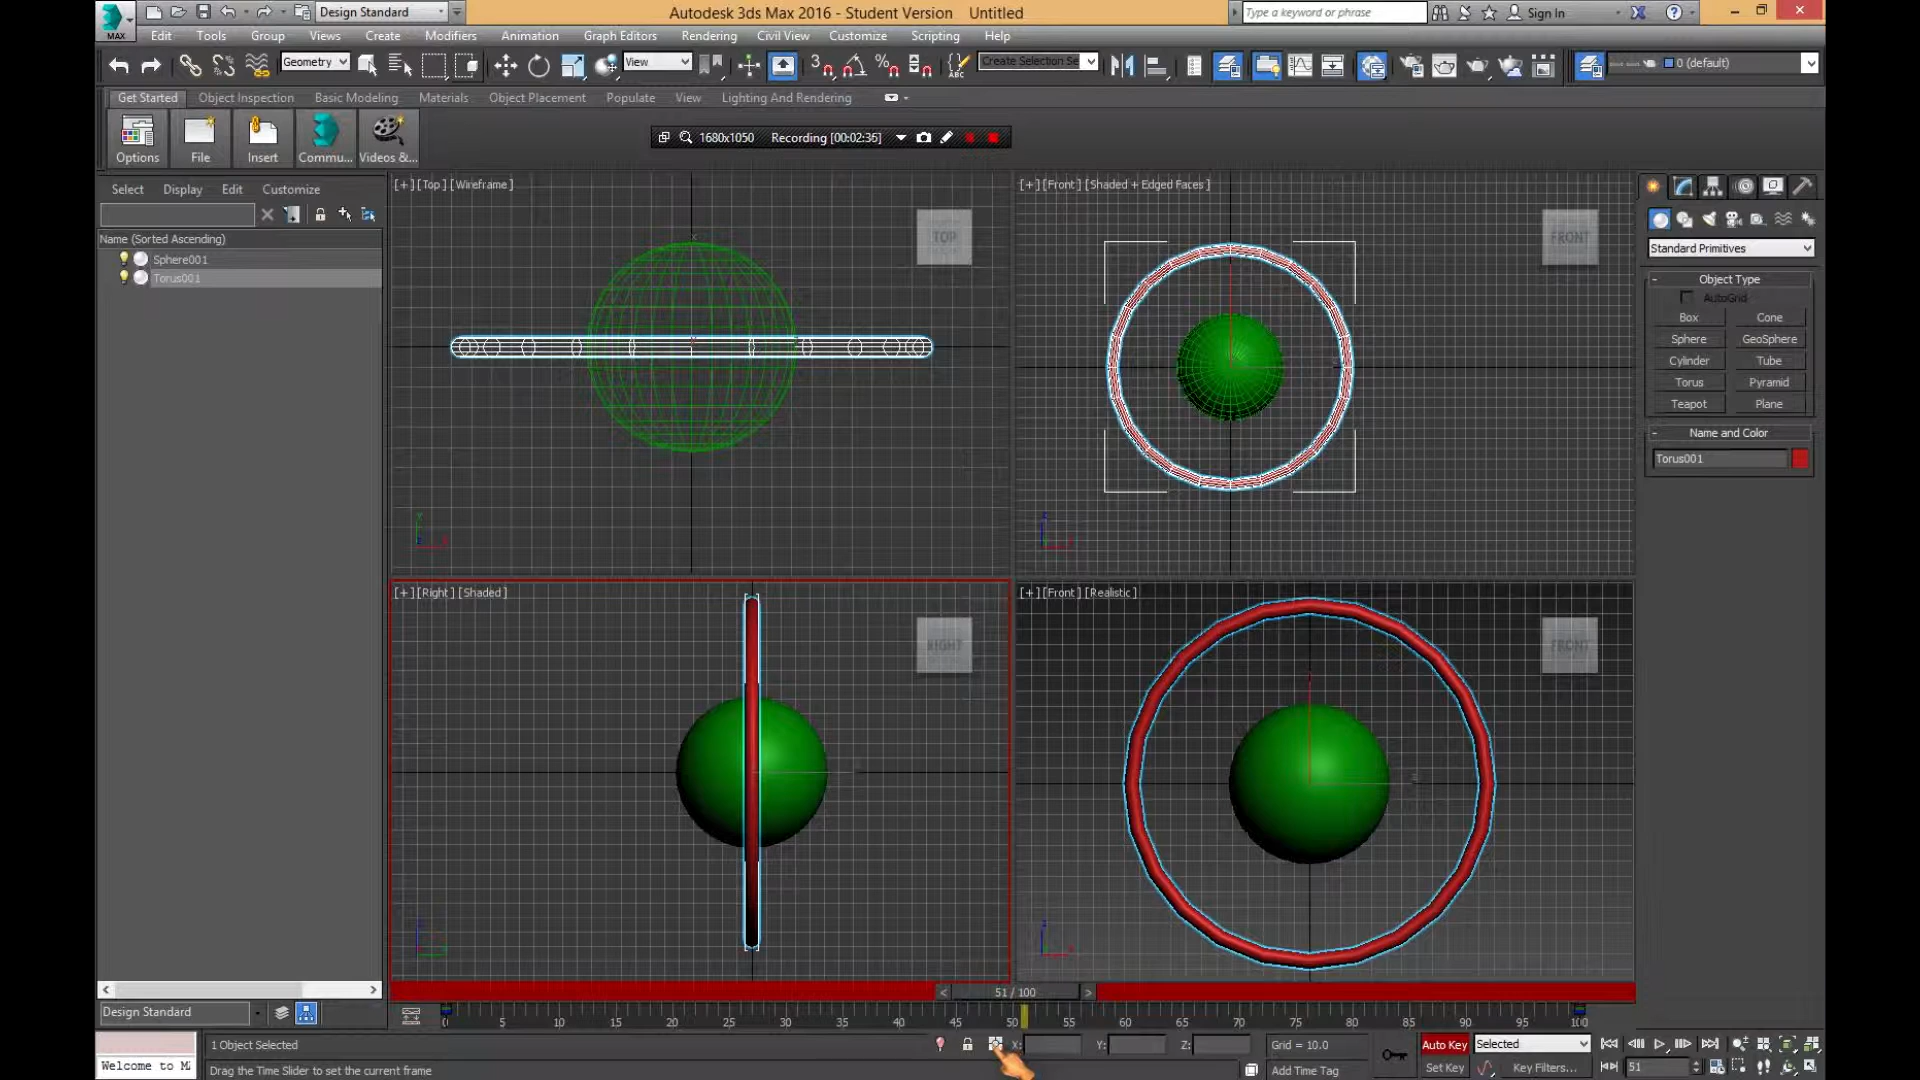 MAX
Design Standard
Autodesk 3ds Max 2016 - Student Version Untitled
Type a keyword or phrase
Sign In
Edit Tools Group Views Create Modifiers Animation Graph Editors Rendering Civil View Customize Scripting Help
Geometry
View
3
Create Selection Se
0 (default)
Get Started Object Inspection Basic Modeling Materials Object Placement Populate View Lighting And Rendering
Options File Insert Commu... Videos &...
1680x1050 Recording [00:02:36]
Select Display Edit Customize
Name (Sorted Ascending)
Sphere001
Torus001
[+] [Top] [Wireframe]
TOP
[+] [Front] [Shaded + Edged Faces]
FRONT
[+] [Right] [Shaded]
RIGHT
[+] [Front] [Realistic]
FRONT
Standard Primitives
- Object Type
AutoGrid
Box Cone
Sphere GeoSphere
Cylinder Tube
Torus Pyramid
Teapot Plane
- Name and Color
Torus001
< 51 / 100 >
Design Standard
0 5 10 15 20 25 30 35 40 45 50 55 60 65 70 75 80 85 90 95 100
Welcome to M
1 Object Selected
X: Y: Z: Grid = 10.0
Auto Key Selected
Drag the Time Slider to set the current frame
Add Time Tag
Set Key Key Filters...
51